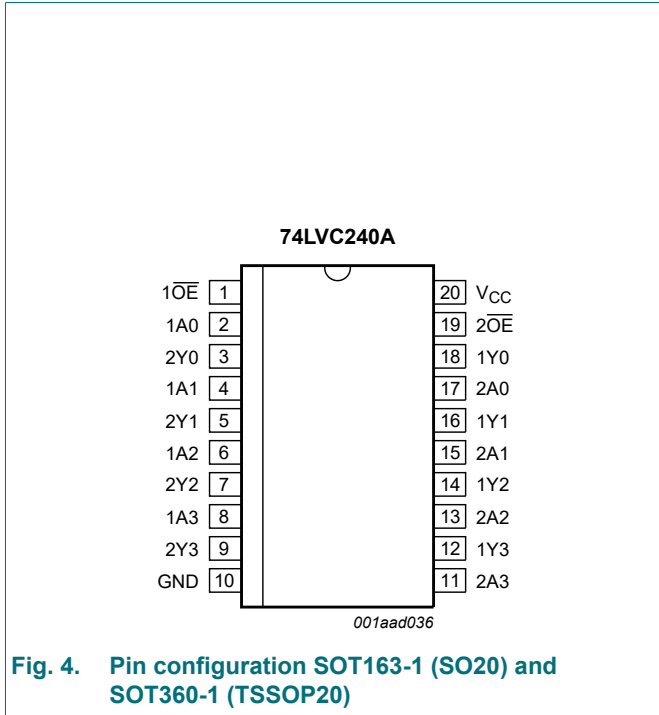 74LVC240A
1O̅E̅ 1 20 VCC
1A0 2 19 2O̅E̅
2Y0 3 18 1Y0
1A1 4 17 2A0
2Y1 5 16 1Y1
1A2 6 15 2A1
2Y2 7 14 1Y2
1A3 8 13 2A2
2Y3 9 12 1Y3
GND 10 11 2A3
001aad036
Fig. 4. Pin configuration SOT163-1 (SO20) and
SOT360-1 (TSSOP20)